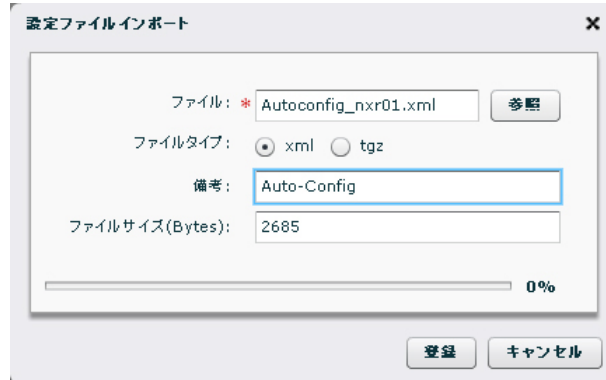 設定ファイルインポート
ファイル: * Autoconfig_nxr01.xml 参照
ファイルタイプ: xml tgz
備考: Auto-Config
ファイルサイズ(Bytes): 2685
0%
登録 キャンセル